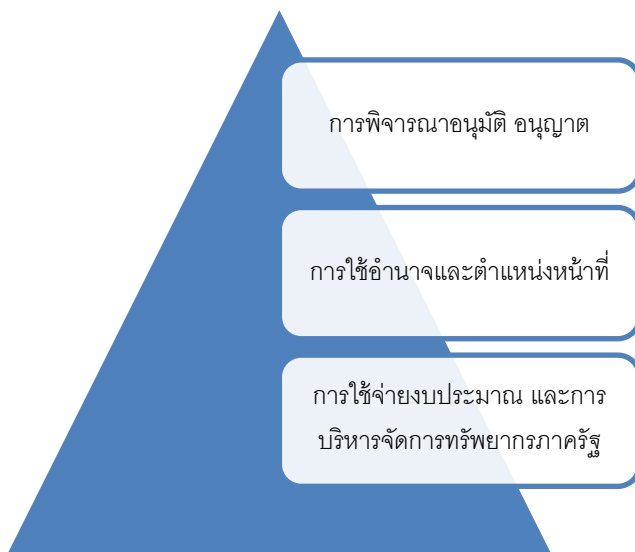 การพิจารณาอนุมัติ อนุญาต
การใช้อำนาจและตำแหน่งหน้าที่
การใช้จ่ายงบประมาณ และการ
บริหารจัดการทรัพยากรภาครัฐ